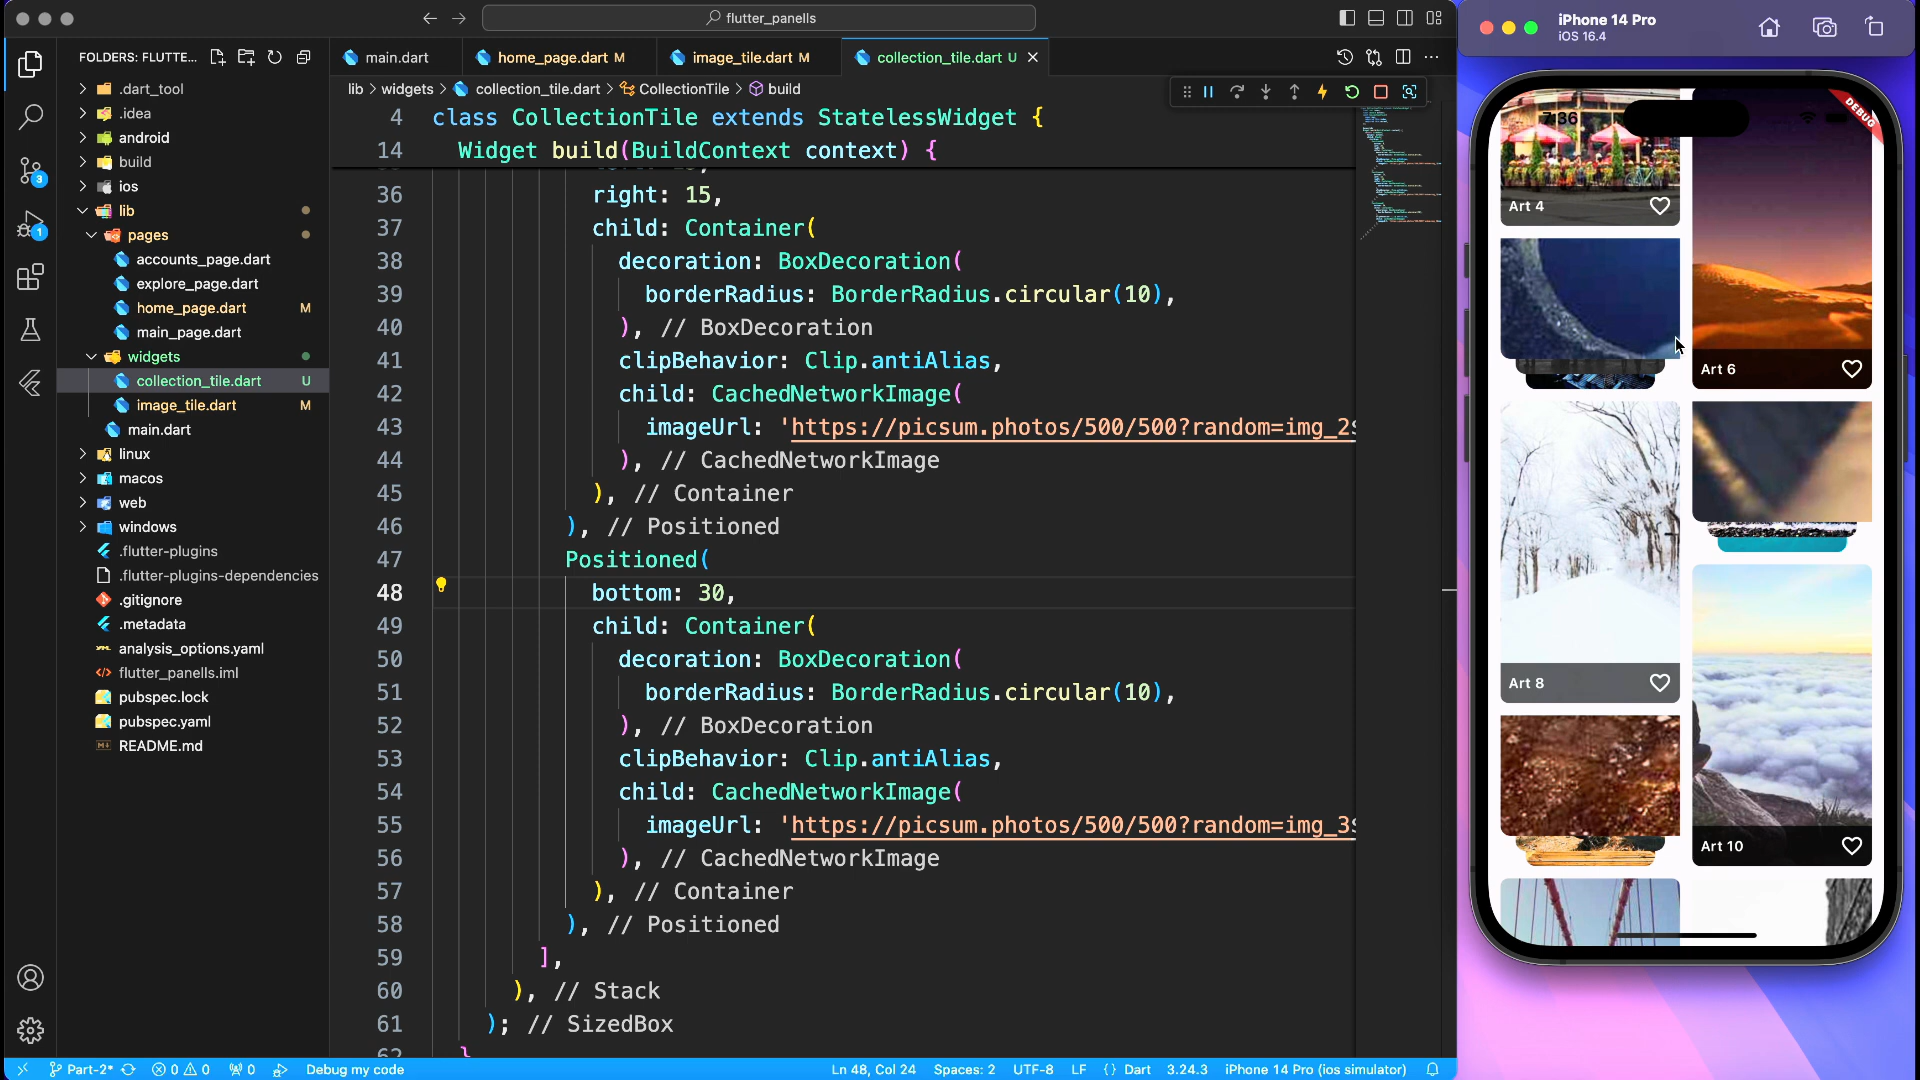 flutter_panells
iPhone 14 Pro
iOS 16.4
FOLDERS: FLUTTE...
main.dart
home_page.dart M
image_tile.dart M
collection_tile.dart U
lib > widgets > collection_tile.dart > CollectionTile > build
.dart_tool
.idea
android
build
ios
lib
pages
accounts_page.dart
explore_page.dart
home_page.dart M
main_page.dart
widgets
collection_tile.dart U
image_tile.dart M
main.dart
linux
macos
web
windows
.flutter-plugins
.flutter-plugins-dependencies
.gitignore
.metadata
analysis_options.yaml
flutter_panells.iml
pubspec.lock
pubspec.yaml
README.md
3
1
4 class CollectionTile extends StatelessWidget {
14 Widget build(BuildContext context) {
36 right: 15,
37 child: Container(
38 decoration: BoxDecoration(
39 borderRadius: BorderRadius.circular(10),
40 ), // BoxDecoration
41 clipBehavior: Clip.antiAlias,
42 child: CachedNetworkImage(
43 imageUrl: 'https://picsum.photos/500/500?random=img_2$
44 ), // CachedNetworkImage
45 ), // Container
46 ), // Positioned
47 Positioned(
48 bottom: 30,
49 child: Container(
50 decoration: BoxDecoration(
51 borderRadius: BorderRadius.circular(10),
52 ), // BoxDecoration
53 clipBehavior: Clip.antiAlias,
54 child: CachedNetworkImage(
55 imageUrl: 'https://picsum.photos/500/500?random=img_3$
56 ), // CachedNetworkImage
57 ), // Container
58 ), // Positioned
59 ],
60 ), // Stack
61 ); // SizedBox
62 }
7:36
DEBUG
Art 4
Art 6
Art 8
Art 10
Part-2* 0 0 0 Debug my code
Ln 48, Col 24 Spaces: 2 UTF-8 LF {} Dart 3.24.3 iPhone 14 Pro (ios simulator)